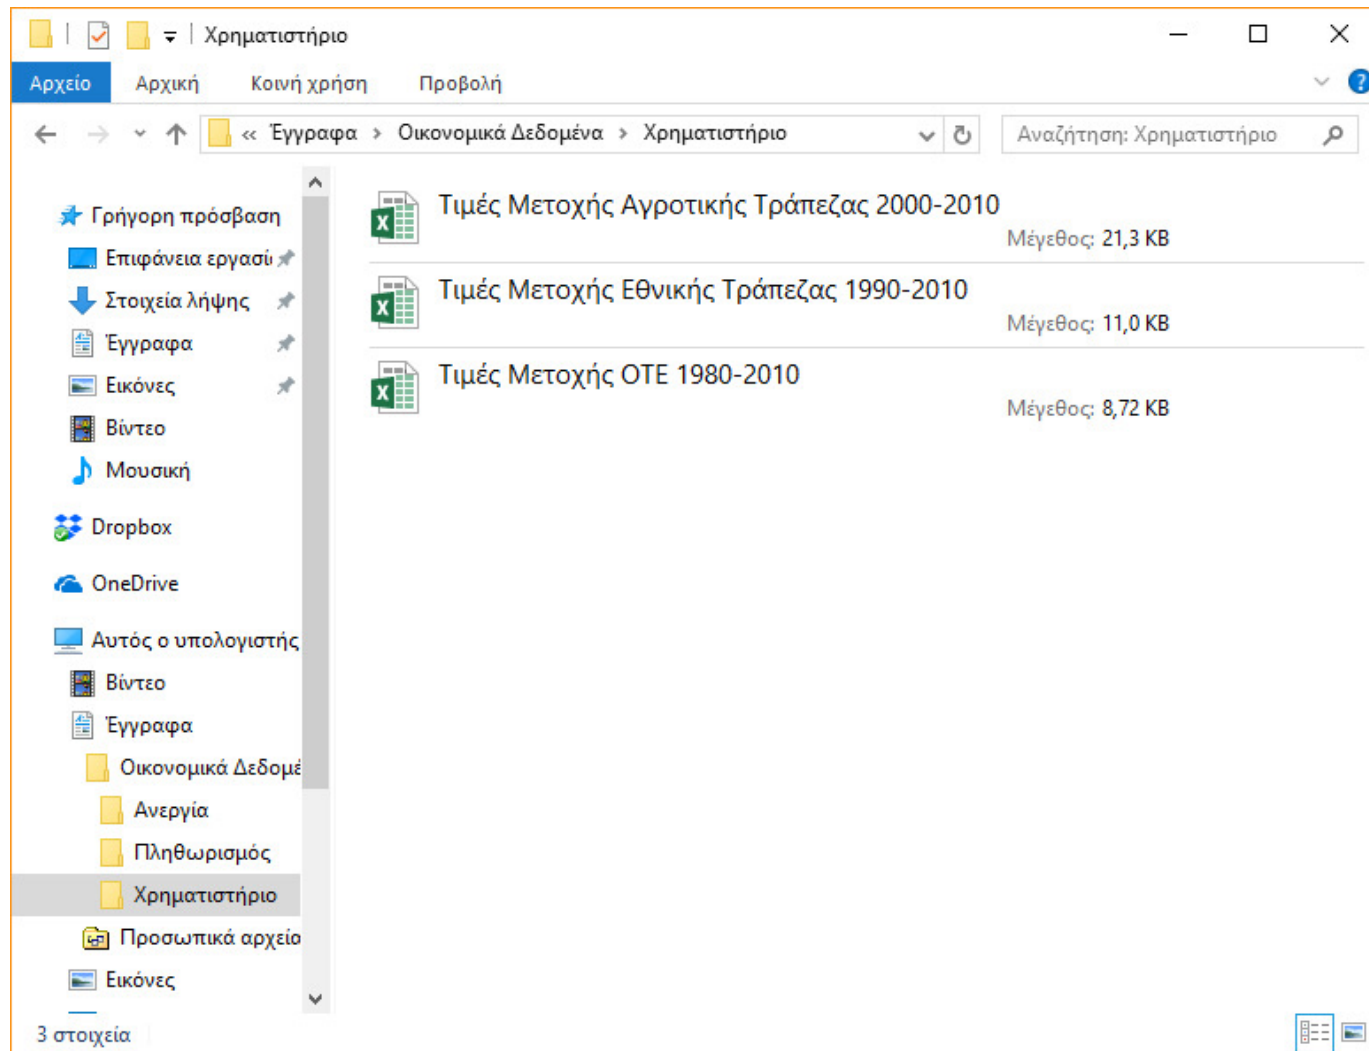 Χρηματιστήριο
Αρχείο Αρχική Κοινή χρήση Προβολή
« Έγγραφα > Οικονομικά Δεδομένα > Χρηματιστήριο
Αναζήτηση: Χρηματιστήριο
Γρήγορη πρόσβαση
Επιφάνεια εργασί
Στοιχεία λήψης
Έγγραφα
Εικόνες
Βίντεο
Μουσική
Dropbox
OneDrive
Αυτός ο υπολογιστής
Βίντεο
Έγγραφα
Οικονομικά Δεδομέ
Ανεργία
Πληθωρισμός
Χρηματιστήριο
Προσωπικά αρχεία
Εικόνες
Τιμές Μετοχής Αγροτικής Τράπεζας 2000-2010
Μέγεθος: 21,3 KB
Τιμές Μετοχής Εθνικής Τράπεζας 1990-2010
Μέγεθος: 11,0 KB
Τιμές Μετοχής ΟΤΕ 1980-2010
Μέγεθος: 8,72 KB
3 στοιχεία